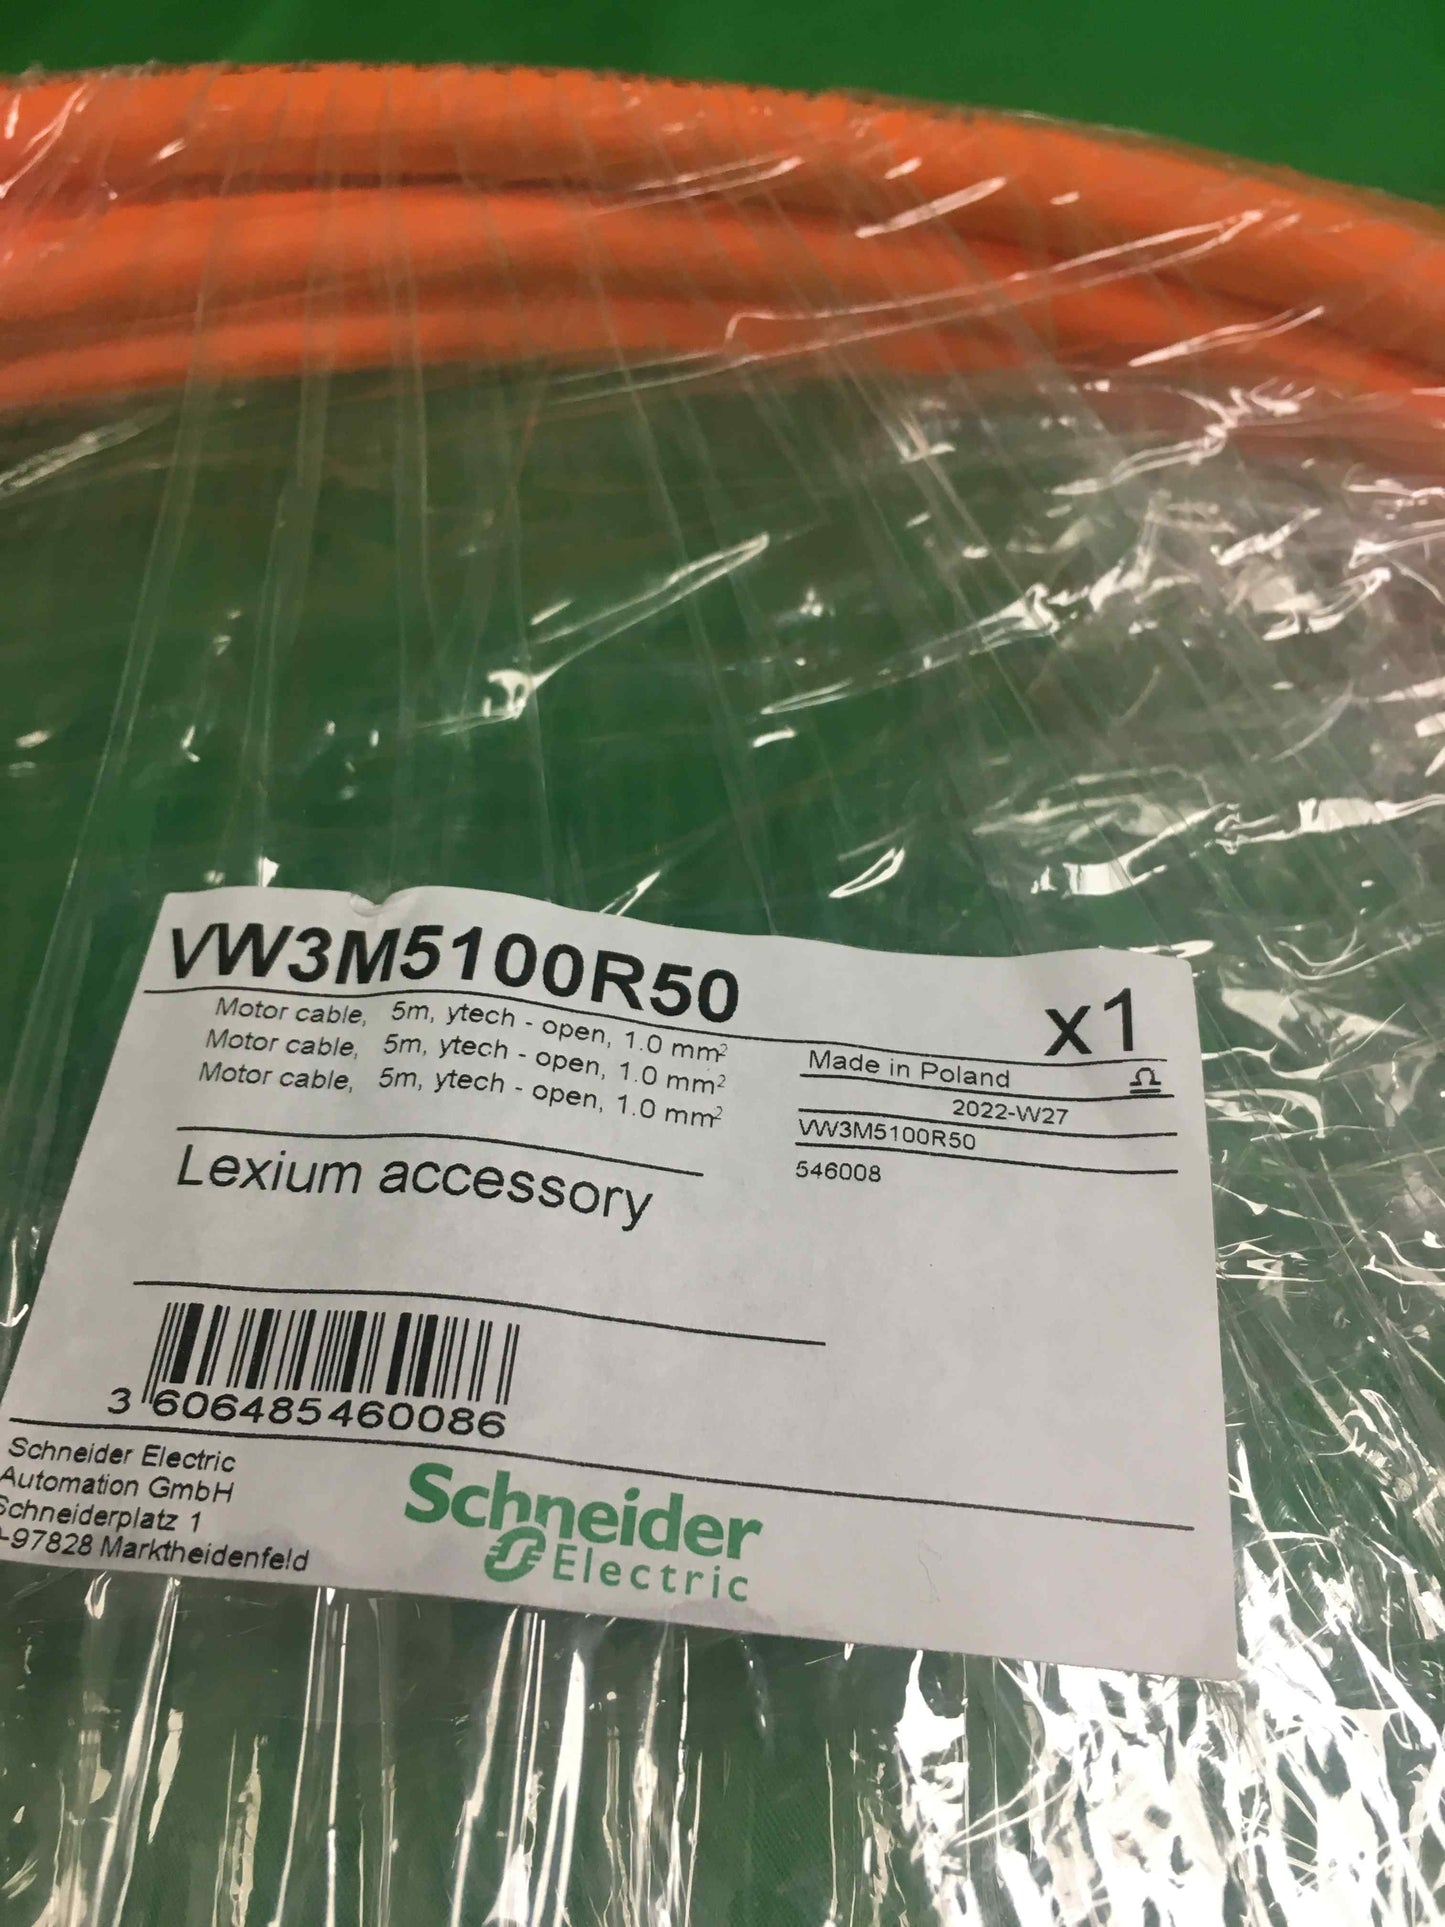 VW3M5100R50
x1
Motor cable, 5m, ytech - open, 1.0 mm²
Motor cable, 5m, ytech - open, 1.0 mm²
Motor cable, 5m, ytech - open, 1.0 mm²
Made in Poland
2022-W27
VW3M5100R50
546008
Lexium accessory
3 606485460086
Schneider Electric
Automation GmbH
Schneiderplatz 1
-97828 Marktheidenfeld
Schneider
Electric